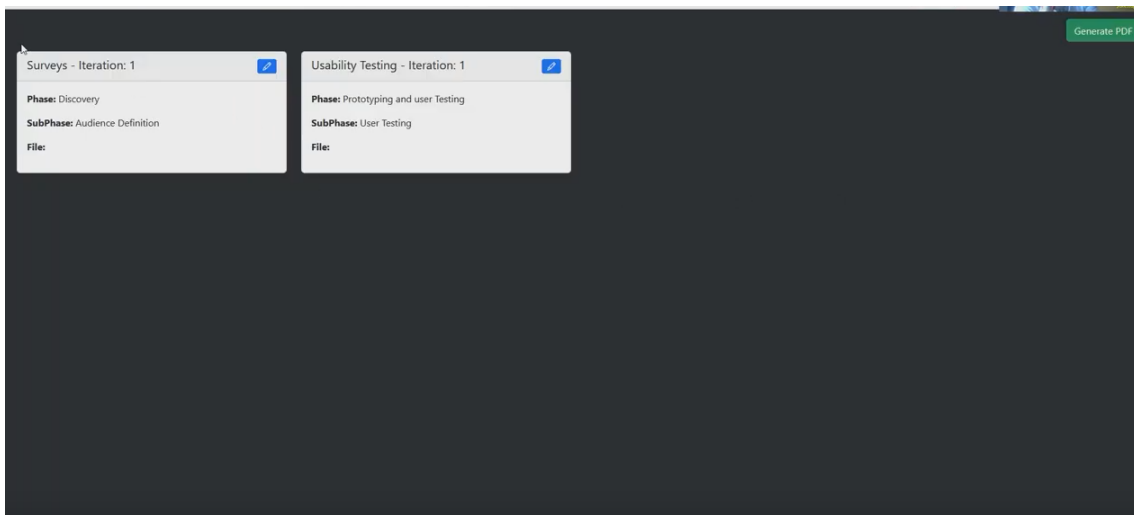 Generate PDF
Surveys - Iteration: 1
Phase: Discovery
SubPhase: Audience Definition
File:
Usability Testing - Iteration: 1
Phase: Prototyping and user Testing
SubPhase: User Testing
File: